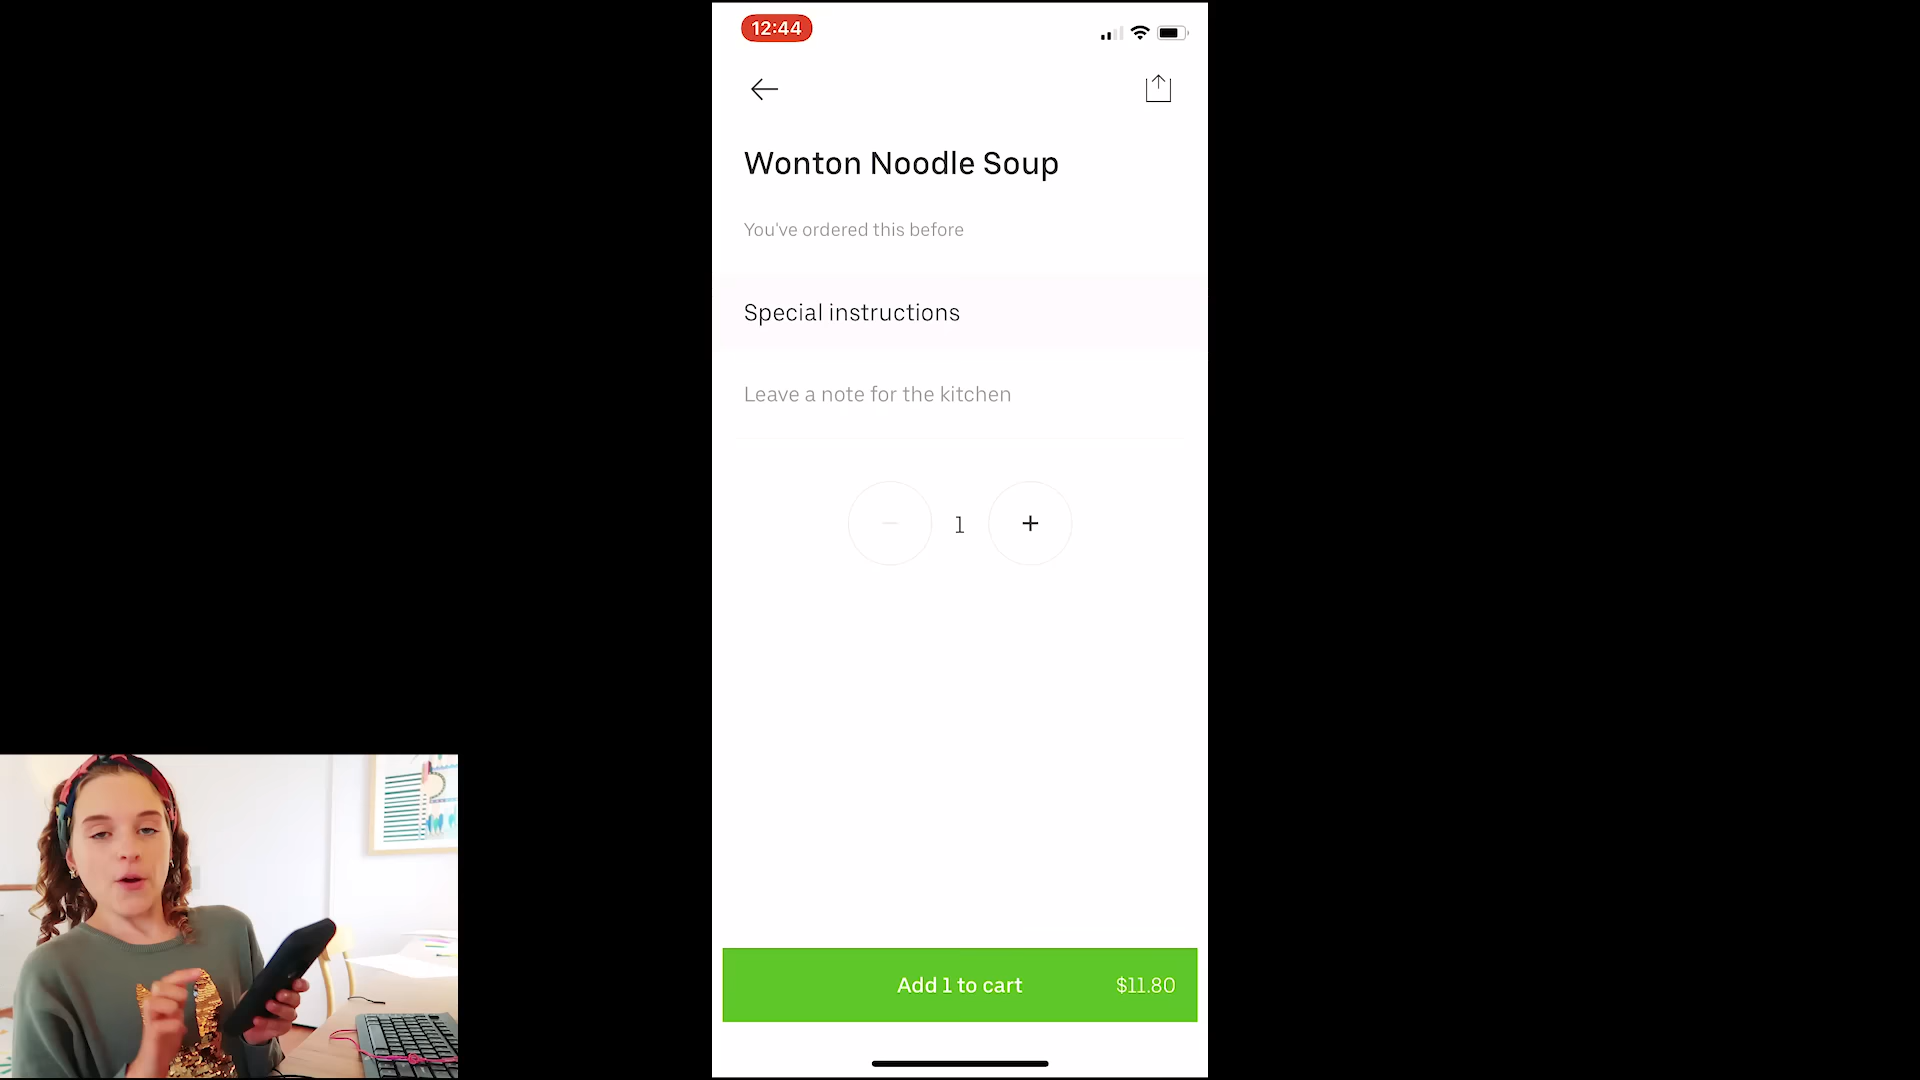 12:44
Wonton Noodle Soup
You've ordered this before
Special instructions
Leave a note for the kitchen
1
Add 1 to cart $11.80